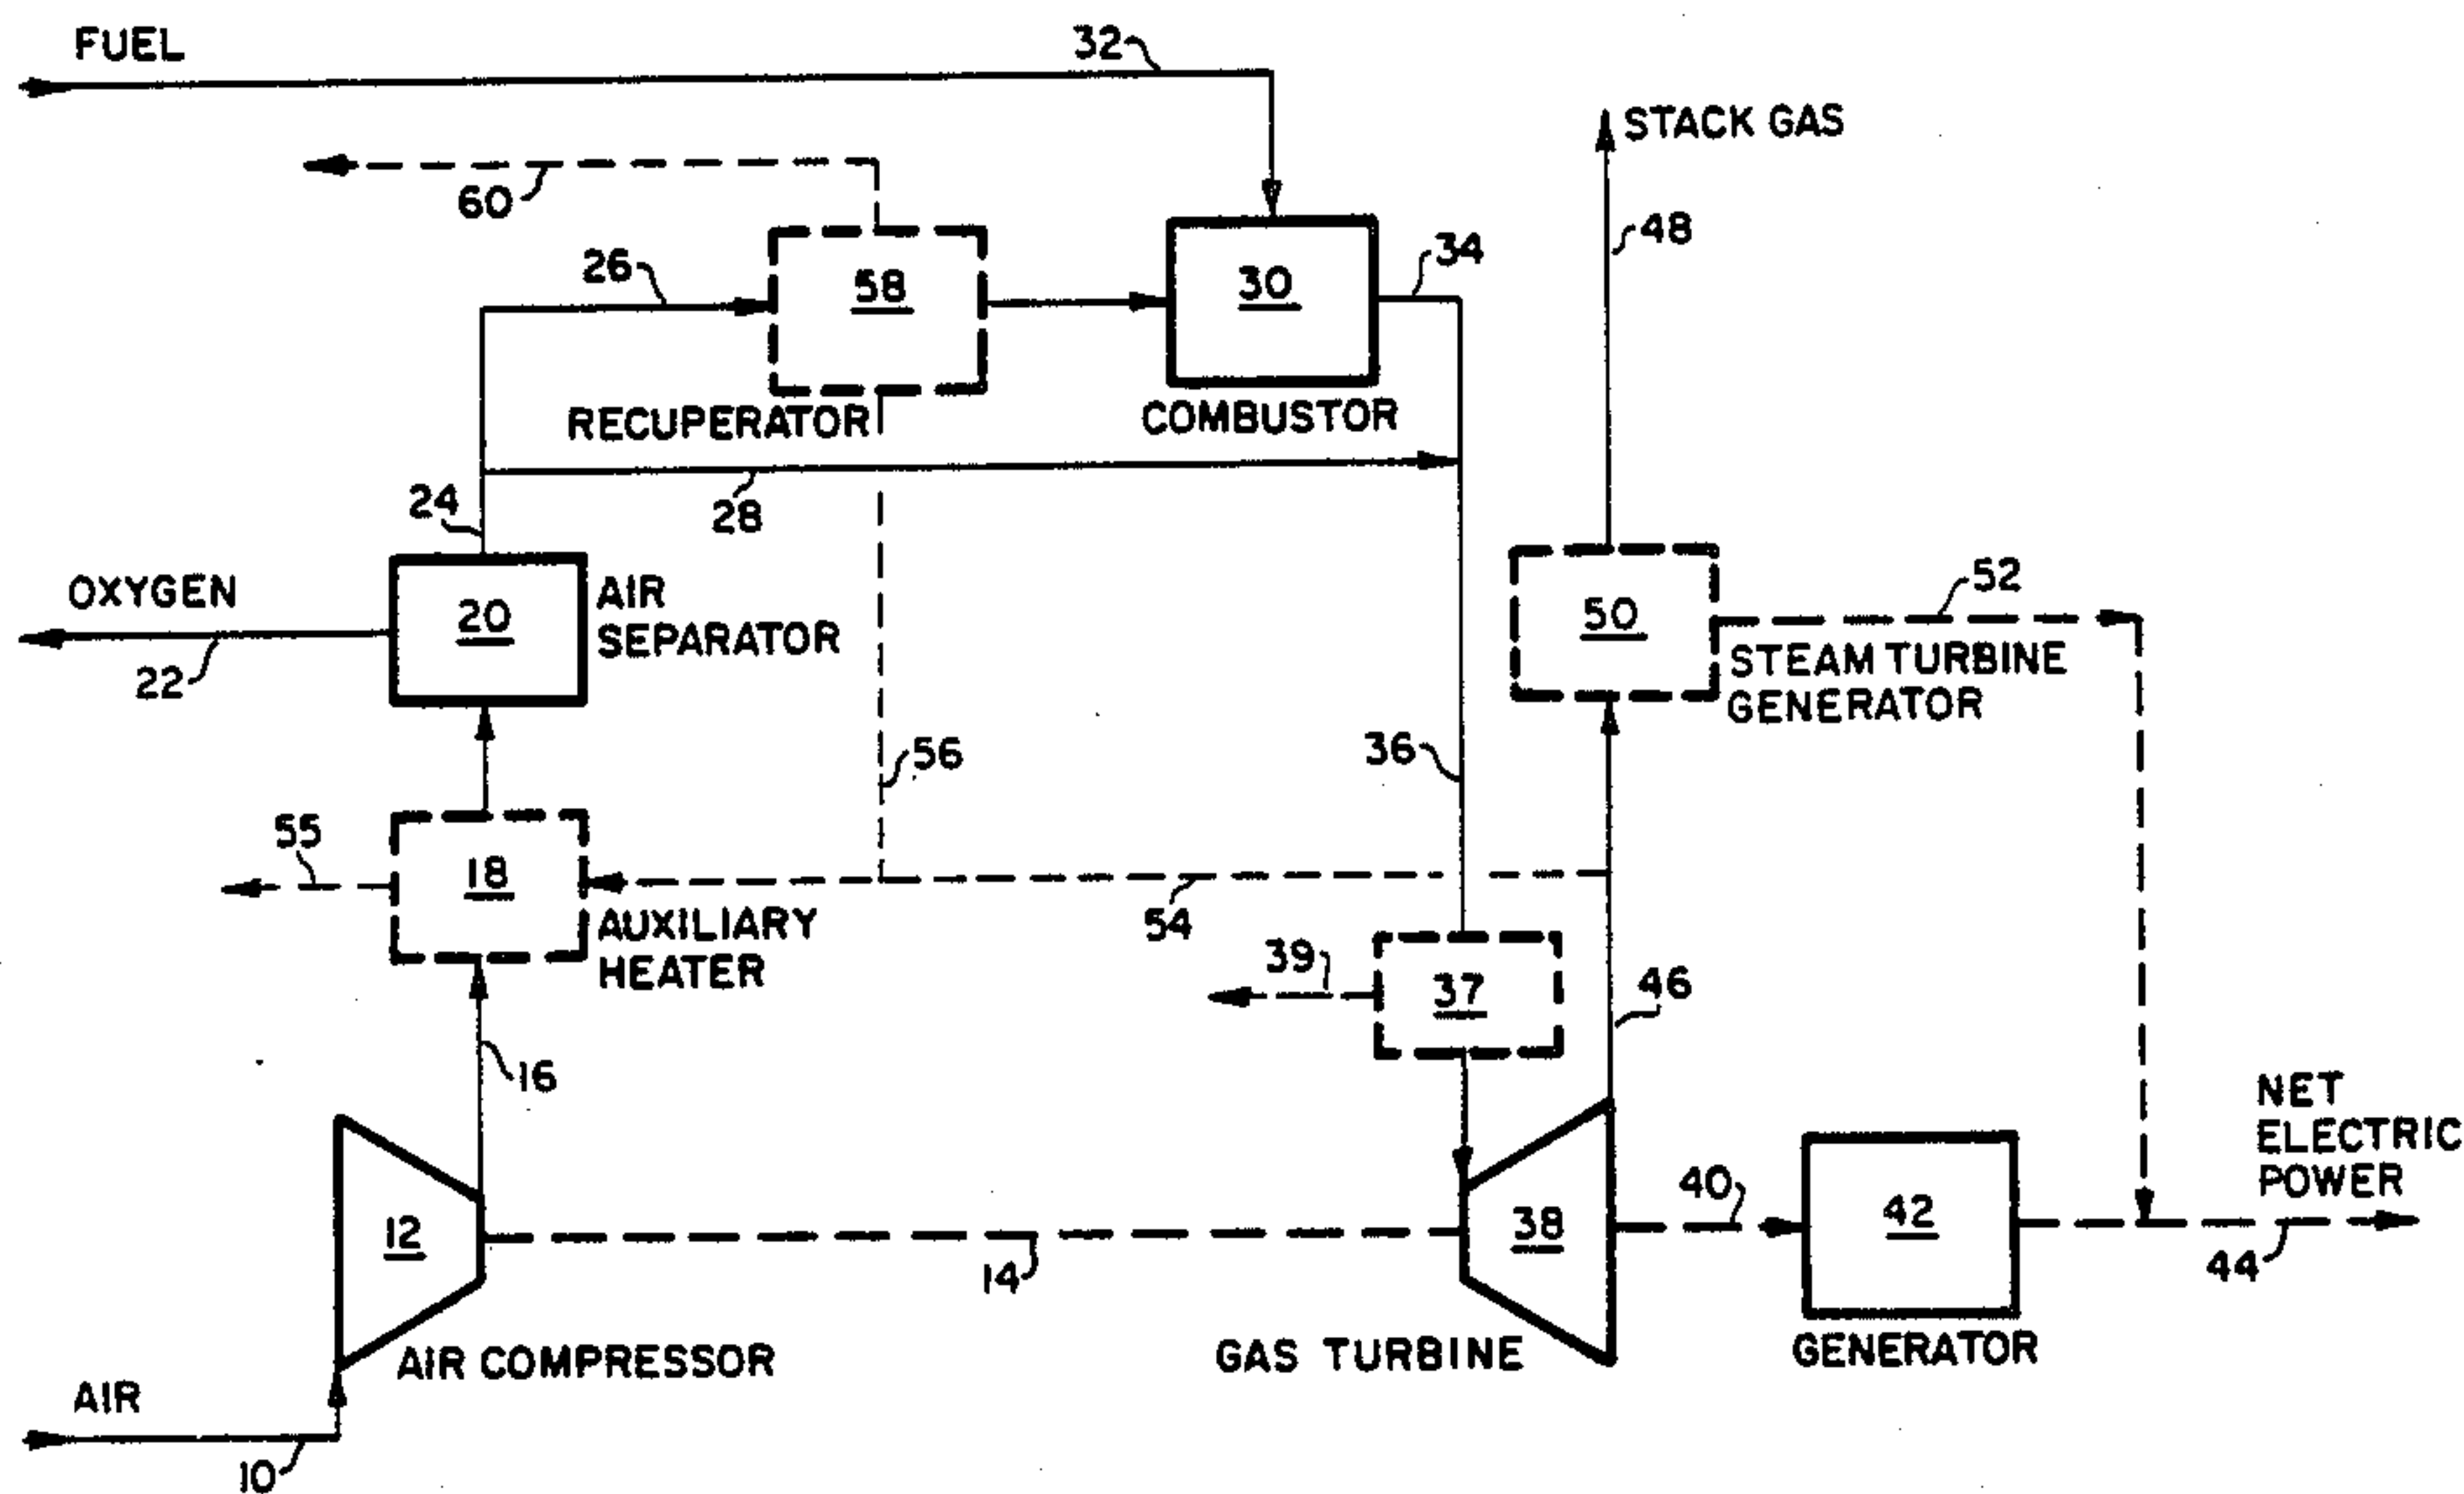 FUEL
32
STACK GAS
60
48
26
58
30
34
RECUPERATOR
COMBUSTOR
24
28
OXYGEN
20
AIR
SEPARATOR
22
50
52
STEAM TURBINE
GENERATOR
56
36
55
18
54
AUXILIARY
HEATER
39
37
46
16
NET
ELECTRIC
POWER
12
14
38
40
42
44
AIR COMPRESSOR
GAS TURBINE
GENERATOR
AIR
10